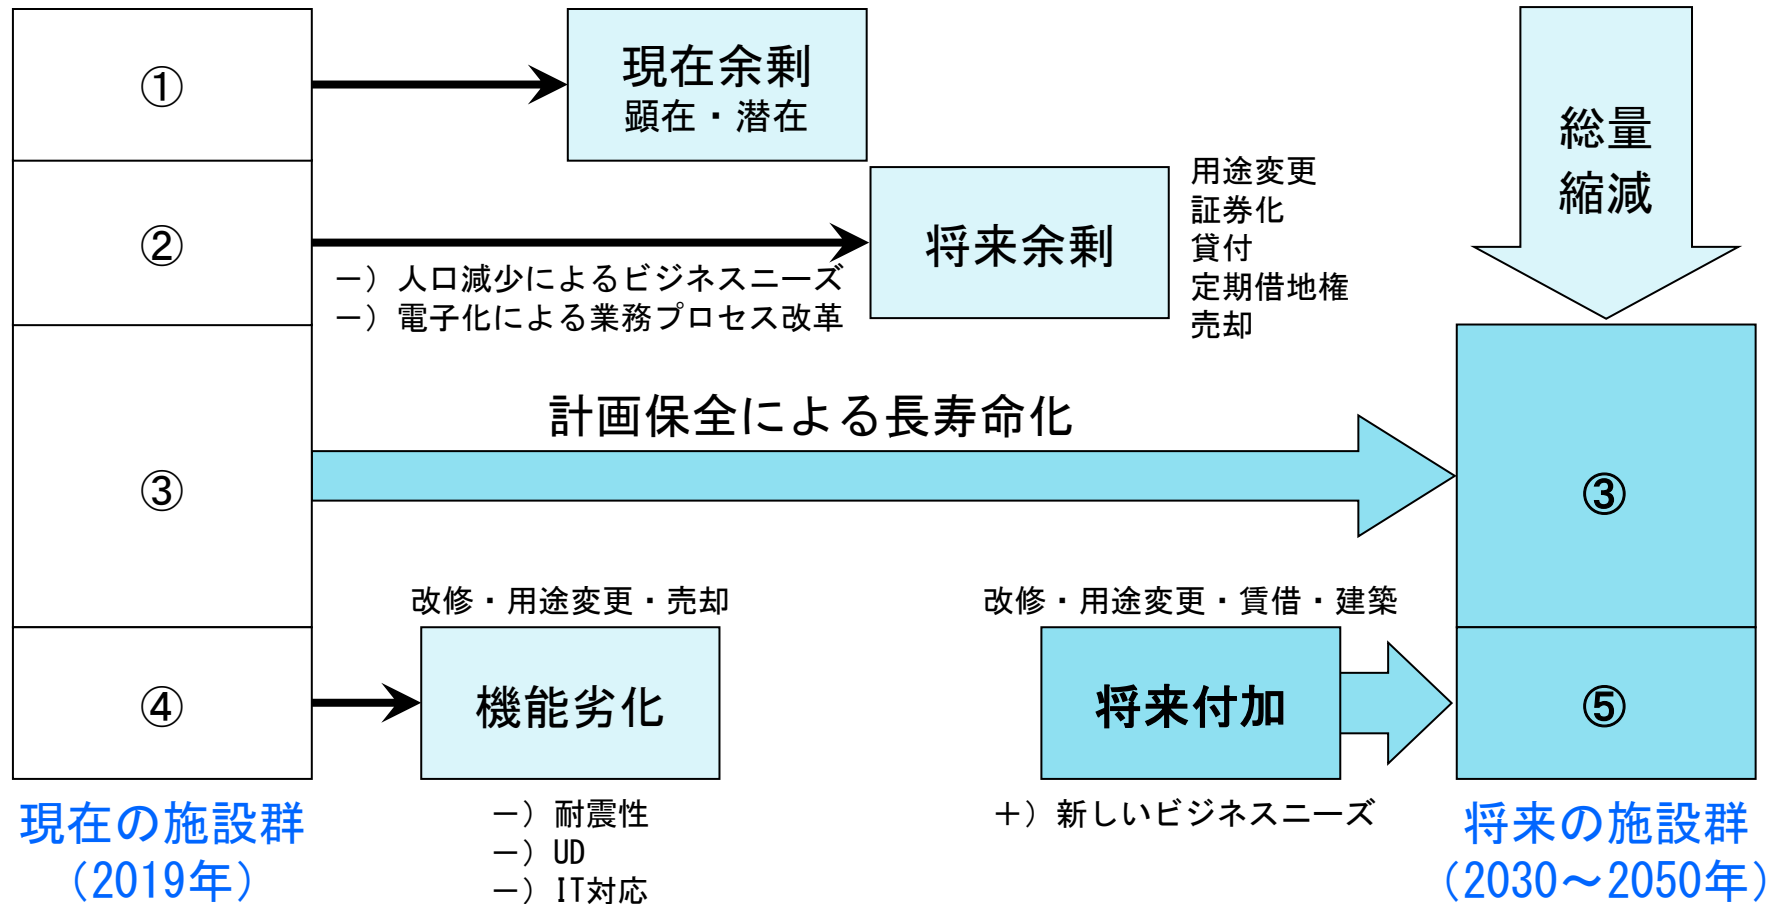 ①
現在余剰
顕在・潜在
総量
縮減
②
－）人口減少によるビジネスニーズ
－）電子化による業務プロセス改革
将来余剰
用途変更
証券化
貸付
定期借地権
売却
計画保全による長寿命化
③
③
改修・用途変更・売却
改修・用途変更・賃借・建築
④
機能劣化
将来付加
⑤
－）耐震性
－）UD
－）IT対応
＋）新しいビジネスニーズ
現在の施設群
（2019年）
将来の施設群
（2030～2050年）